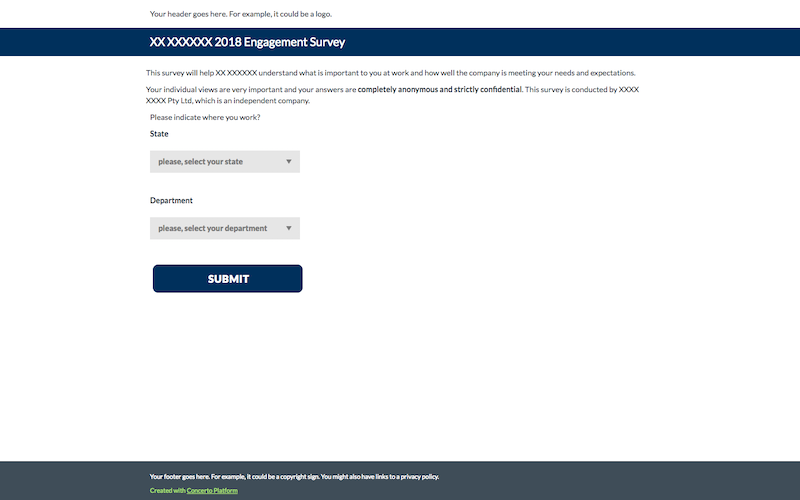 Your header goes here. For example, it could be a logo.
XX XXXXXX 2018 Engagement Survey
This survey will help XX XXXXXX understand what is important to you at work and how well the company is meeting your needs and expectations.
Your individual views are very important and your answers are completely anonymous and strictly confidential. This survey is conducted by XXXX
XXXX Pty Ltd, which is an independent company.
Please indicate where you work?
State
please, select your state
Department
please, select your department
SUBMIT
Your footer goes here. For example, it could be a copyright sign. You might also have links to a privacy policy.
Created with Concerto Platform